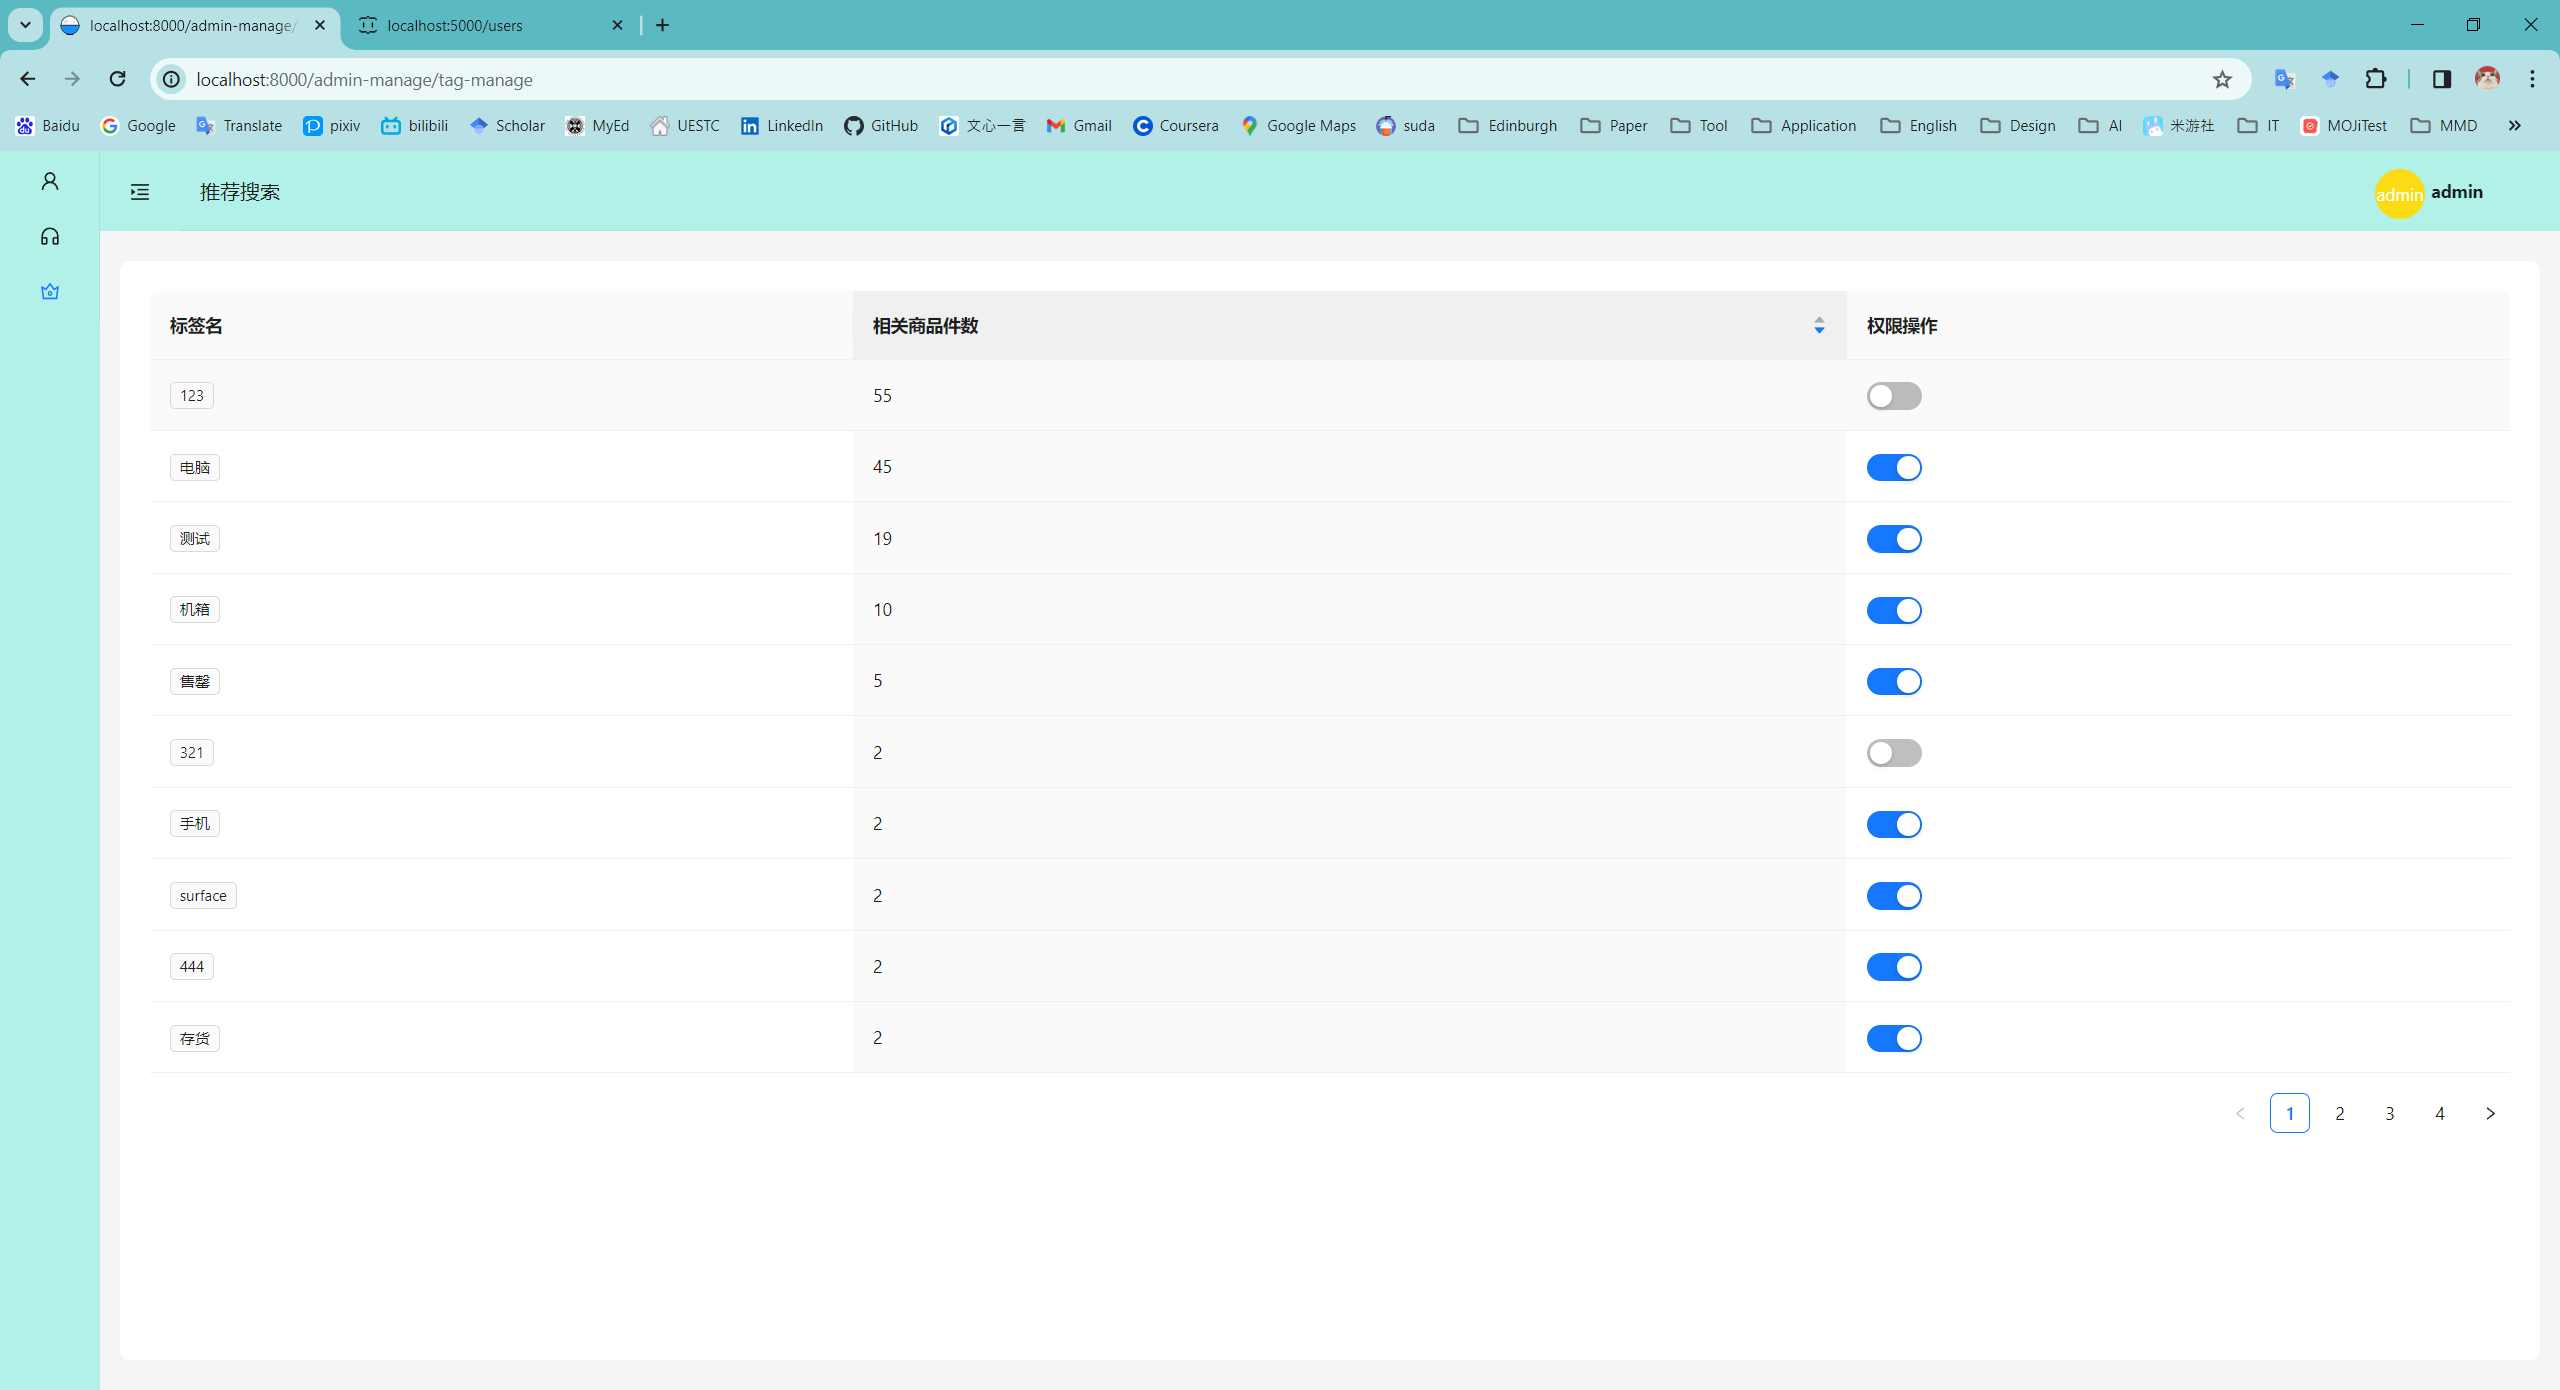 localhost:8000/admin-manage/
localhost:5000/users
localhost:8000/admin-manage/tag-manage
Baidu Google Translate pixiv bilibili Scholar MyEd UESTC LinkedIn GitHub 文心一言 Gmail Coursera Google Maps suda Edinburgh Paper Tool Application English Design AI 米游社 IT MOJiTest MMD
推荐搜索
admin admin
标签名 相关商品件数 权限操作
123 55
电脑 45
测试 19
机箱 10
售罄 5
321 2
手机 2
surface 2
444 2
存货 2
1 2 3 4